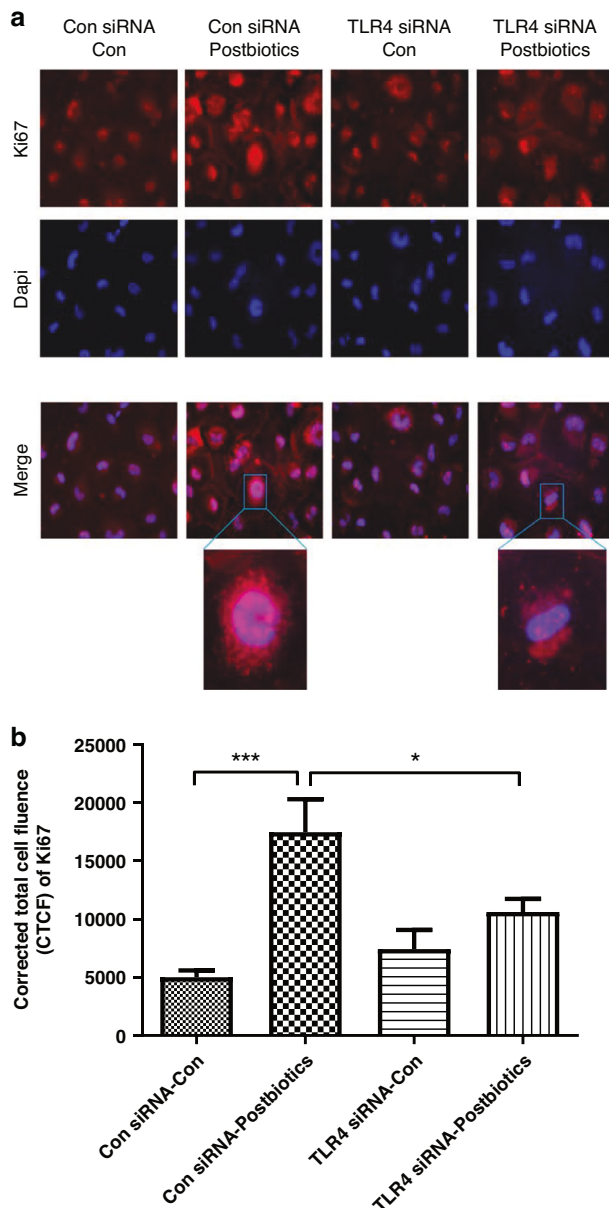 a
Con siRNA Con
Con siRNA Postbiotics
TLR4 siRNA Con
TLR4 siRNA Postbiotics
Ki67
Dapi
Merge
b
Corrected total cell fluence
(CTCF) of Ki67
25000
20000
15000
10000
5000
0
***
*
Con siRNA-Con
Con siRNA-Postbiotics
TLR4 siRNA-Con
TLR4 siRNA-Postbiotics